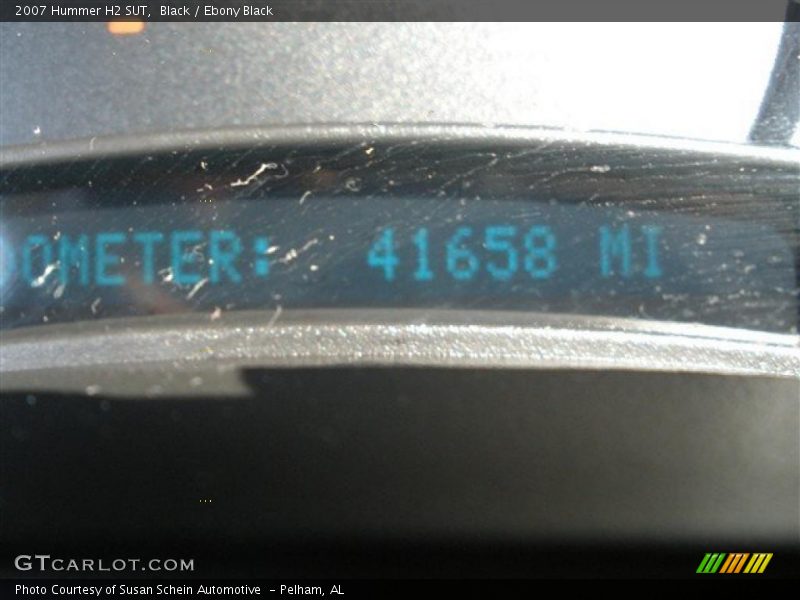 2007 Hummer H2 SUT,  Black / Ebony Black
OMETER:  41658 MI
GTCARLOT.COM
Photo Courtesy of Susan Schein Automotive  - Pelham, AL